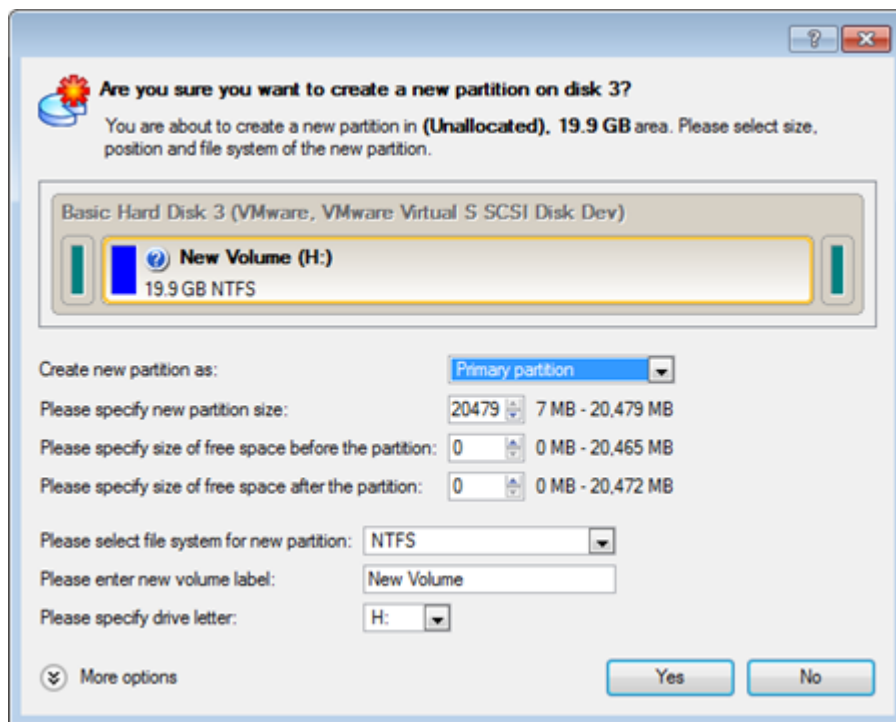 Are you sure you want to create a new partition on disk 3?
You are about to create a new partition in (Unallocated), 19.9 GB area. Please select size,
position and file system of the new partition.
Basic Hard Disk 3 (VMware, VMware Virtual S SCSI Disk Dev)
New Volume (H:)
19.9 GB NTFS
Create new partition as: Primary partition
Please specify new partition size: 20479 7 MB - 20,479 MB
Please specify size of free space before the partition: 0 0 MB - 20,465 MB
Please specify size of free space after the partition: 0 0 MB - 20,472 MB
Please select file system for new partition: NTFS
Please enter new volume label: New Volume
Please specify drive letter: H:
More options Yes No